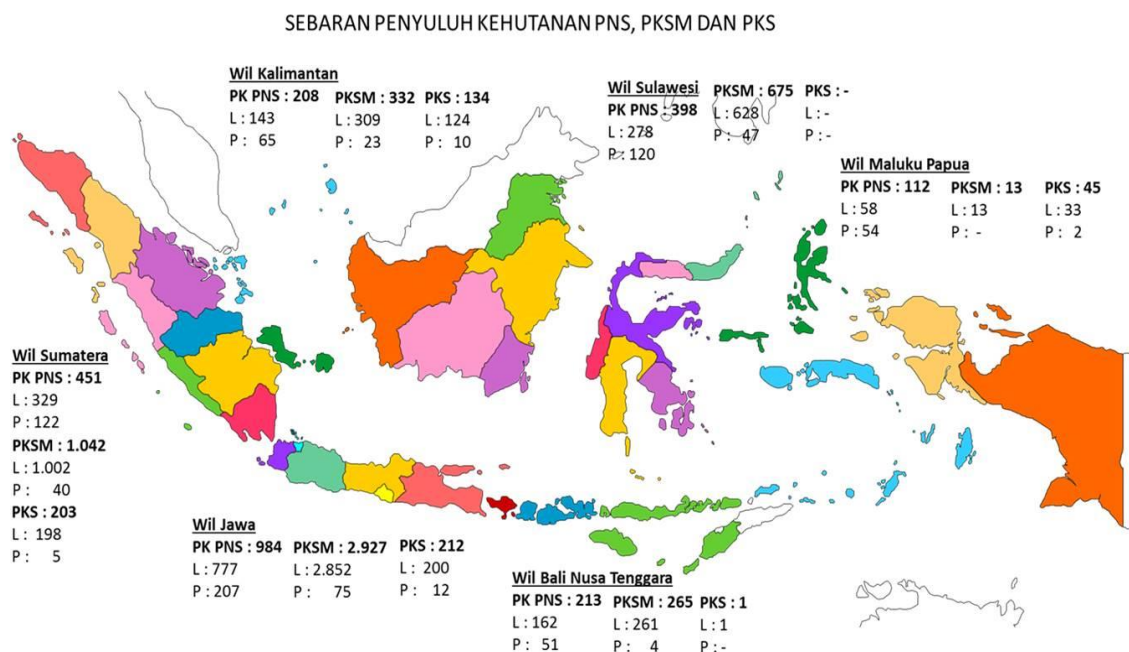 SEBARAN PENYULUH KEHUTANAN PNS, PKSM DAN PKS
Wil Kalimantan
PK PNS : 208 PKSM : 332 PKS : 134
L : 143 L : 309 L : 124
P : 65 P : 23 P : 10
Wil Sulawesi PKSM : 675 PKS : -
PK PNS : 398 L : 628 L : -
L : 278 P : 47 P : -
P : 120
Wil Maluku Papua
PK PNS : 112 PKSM : 13 PKS : 45
L : 58 L : 13 L : 33
P : 54 P : - P : 2
Wil Sumatera
PK PNS : 451
L : 329
P : 122
PKSM : 1.042
L : 1.002
P : 40
PKS : 203
L : 198
P : 5
Wil Jawa
PK PNS : 984 PKSM : 2.927 PKS : 212
L : 777 L : 2.852 L : 200
P : 207 P : 75 P : 12
Wil Bali Nusa Tenggara
PK PNS : 213 PKSM : 265 PKS : 1
L : 162 L : 261 L : 1
P : 51 P : 4 P : -